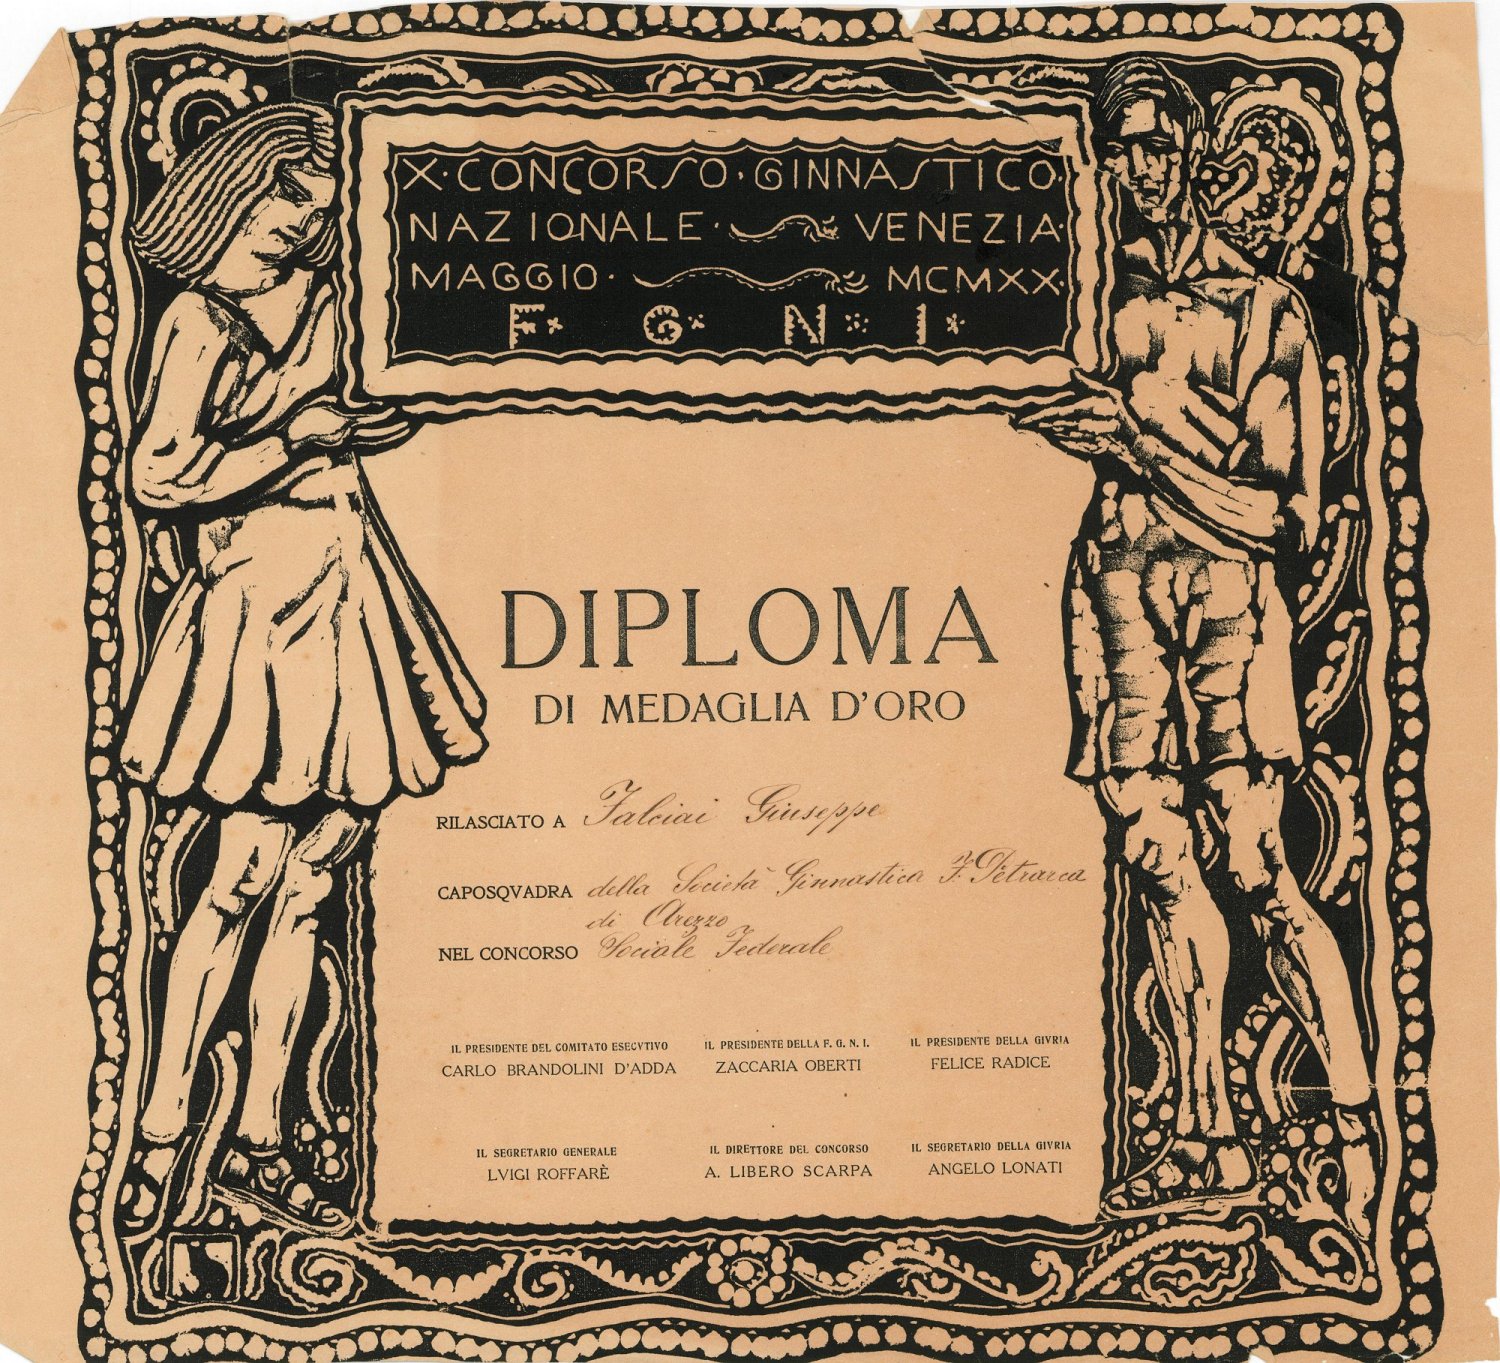 X·CONCORSO·GINNASTICO·
NAZIONALE· VENEZIA·
MAGGIO· MCMXX·
F· G· N· I·
DIPLOMA
DI MEDAGLIA D'ORO
RILASCIATO A Falciai Giuseppe
CAPOSQVADRA della Società Ginnastica F. Petrarca
di Arezzo
NEL CONCORSO Sociale Federale
IL PRESIDENTE DEL COMITATO ESECVTIVO IL PRESIDENTE DELLA F. G. N. I. IL PRESIDENTE DELLA GIVRIA
CARLO BRANDOLINI D'ADDA ZACCARIA OBERTI FELICE RADICE
IL SEGRETARIO GENERALE IL DIRETTORE DEL CONCORSO IL SEGRETARIO DELLA GIVRIA
LVIGI ROFFARÈ A. LIBERO SCARPA ANGELO LONATI